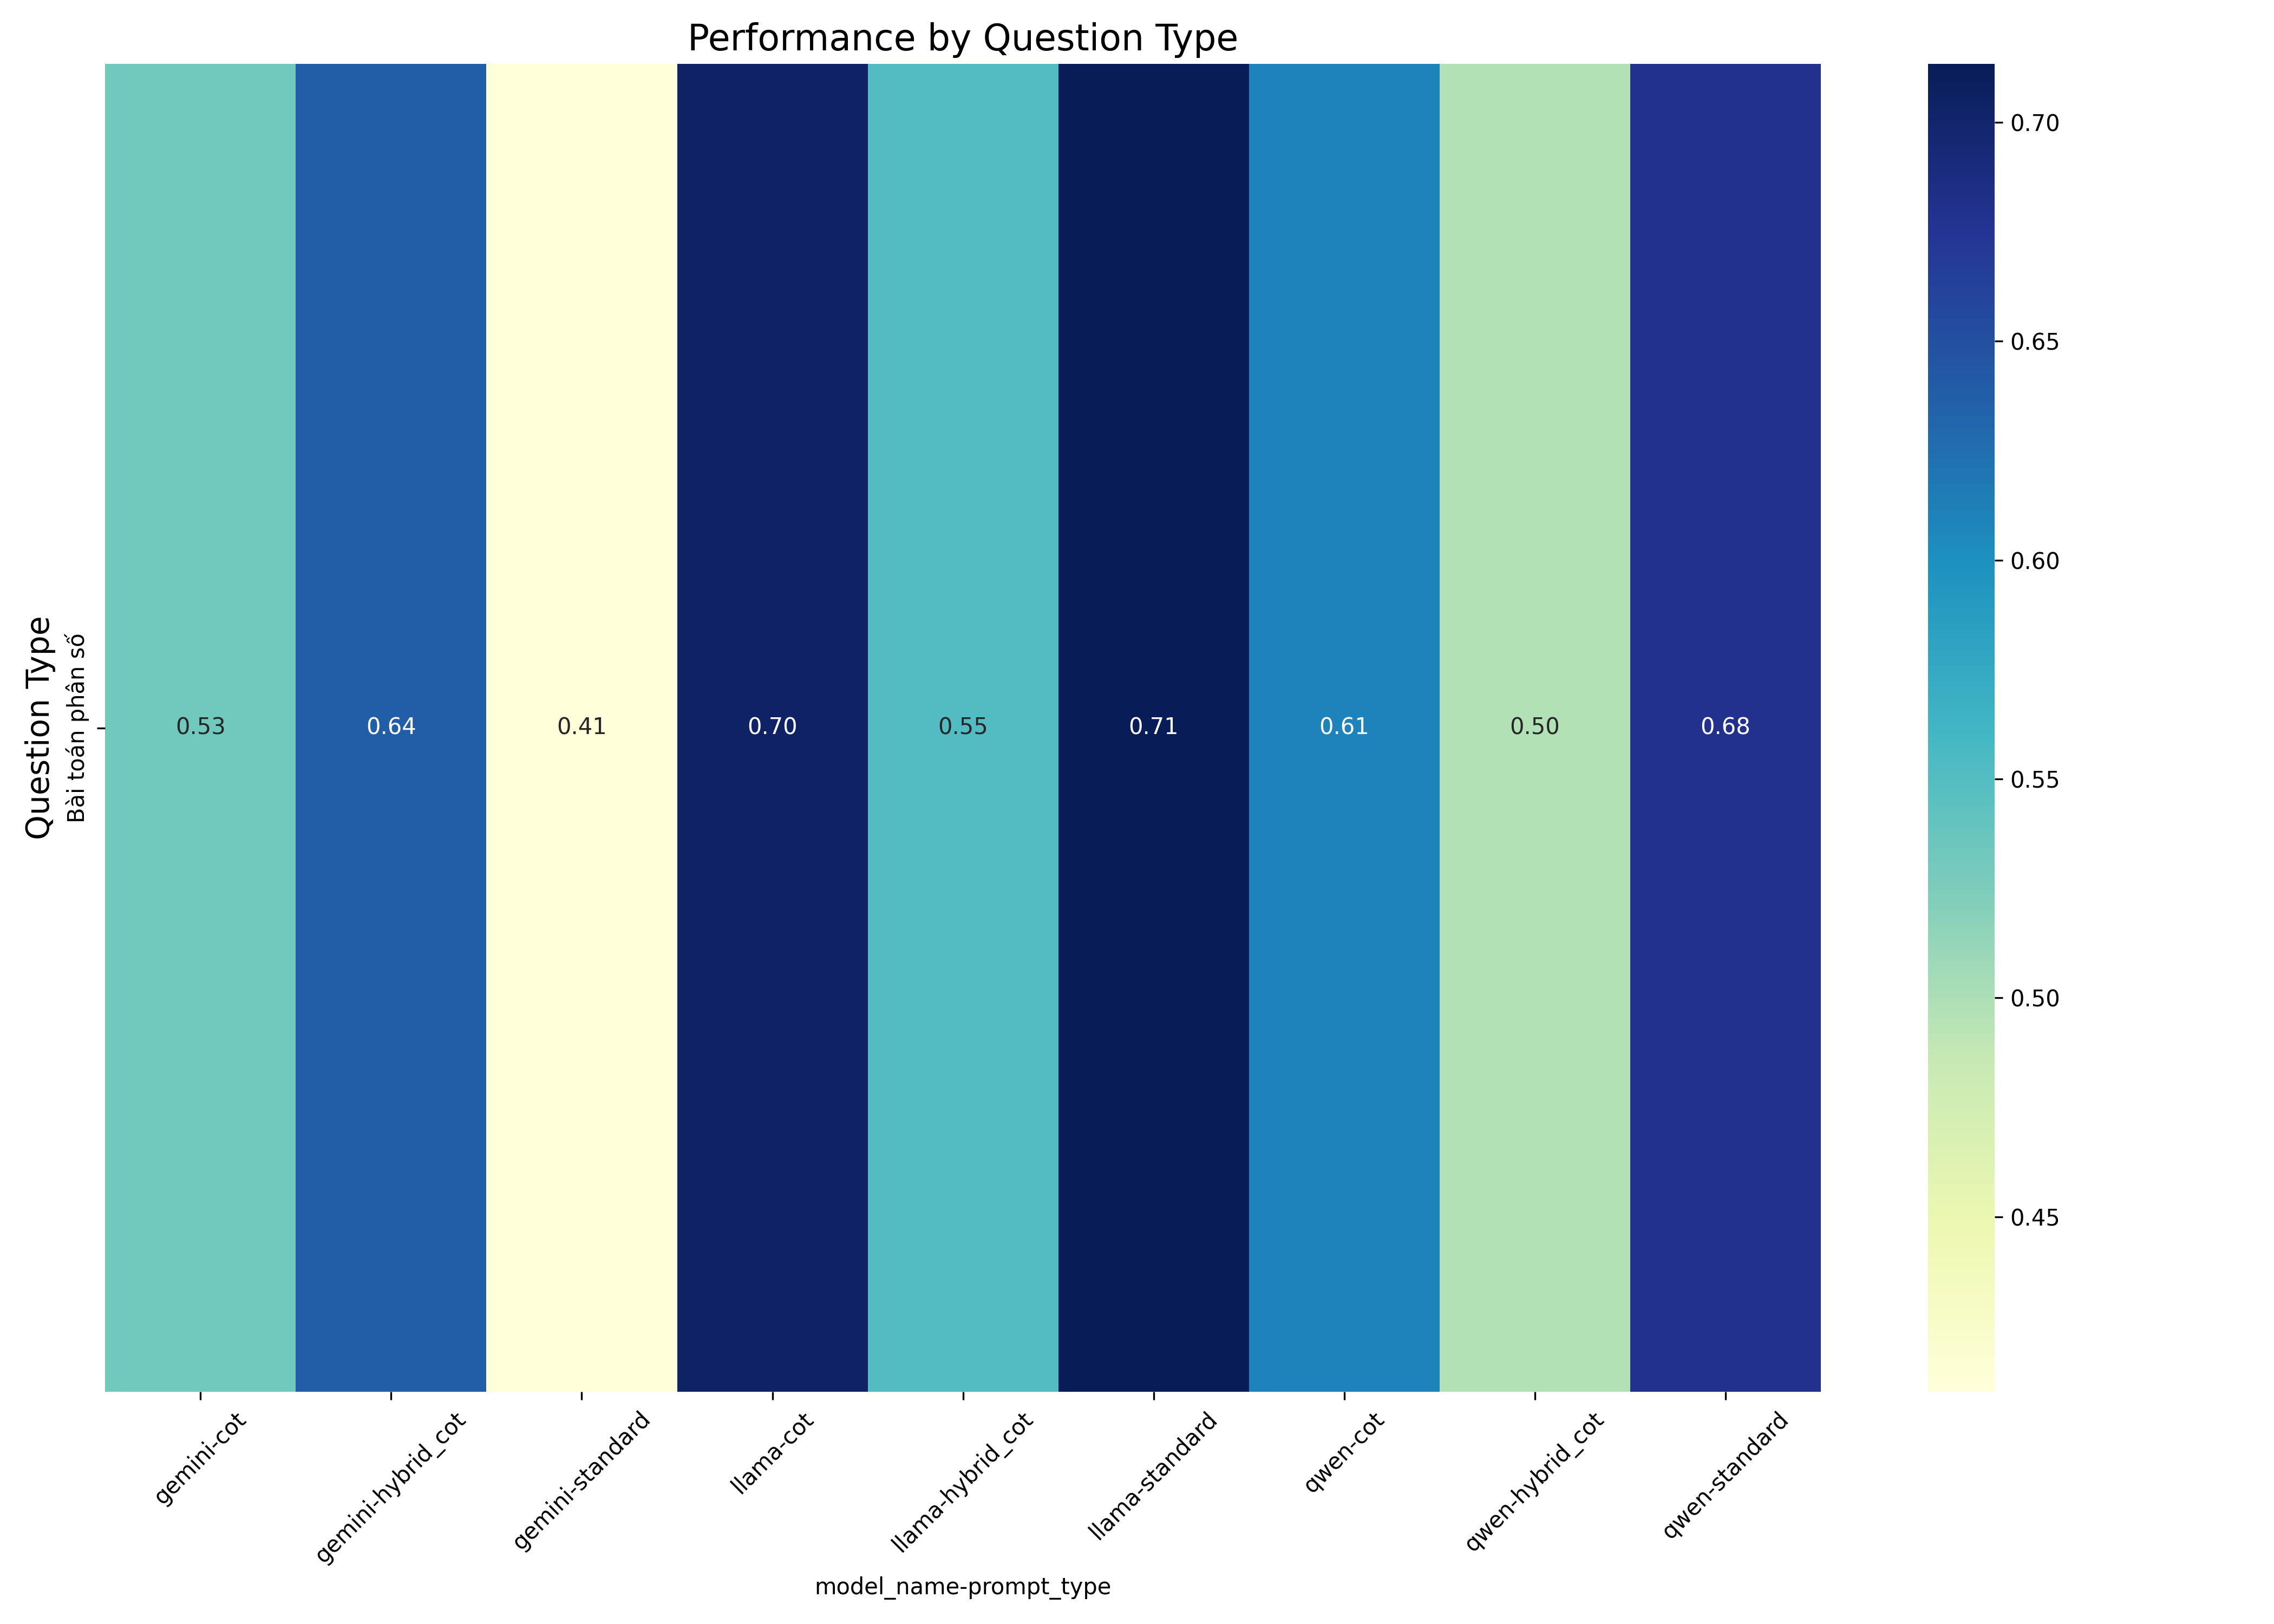 Performance by Question Type
Question Type
Bài toán phân số
0.53
0.64
0.41
0.70
0.55
0.71
0.61
0.50
0.68
gemini-cot
gemini-hybrid_cot
gemini-standard
llama-cot
llama-hybrid_cot
llama-standard
qwen-cot
qwen-hybrid_cot
qwen-standard
model_name-prompt_type
0.70
0.65
0.60
0.55
0.50
0.45